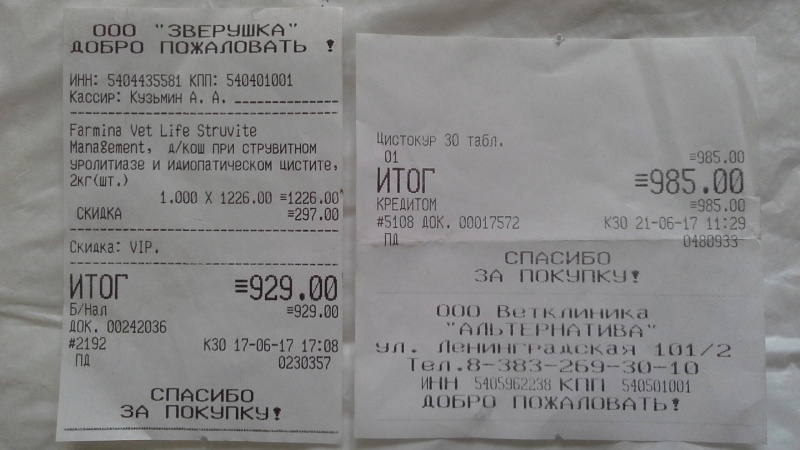 ООО "ЗВЕРУШКА"
ДОБРО ПОЖАЛОВАТЬ !
ИНН: 5404435581 КПП: 540401001
Кассир: Кузьмин А. А. _______________
Farmina Vet Life Struvite
Management, д/кош при струвитном
уролитиазе и идиопатическом цистите,
2кг(шт.)
1.000 X 1226.00 ≡1226.00*
СКИДКА ≡297.00
Скидка: VIP.
ИТОГ ≡929.00
Б/Нал ≡929.00
ДОК. 00242036
#2192 КЗО 17-06-17 17:08
ПД 0230357
СПАСИБО
ЗА ПОКУПКУ!
Цистокур 30 табл.
01 ≡985.00
ИТОГ ≡985.00
КРЕДИТОМ ≡985.00
#5108 ДОК. 00017572 КЗО 21-06-17 11:29
ПД 0480933
СПАСИБО
ЗА ПОКУПКУ!
ООО Ветклиника
"АЛЬТЕРНАТИВА"
ул. Ленинградская 101/2
Тел.8-383-269-30-10
ИНН 5405962238 КПП 540501001
ДОБРО ПОЖАЛОВАТЬ!